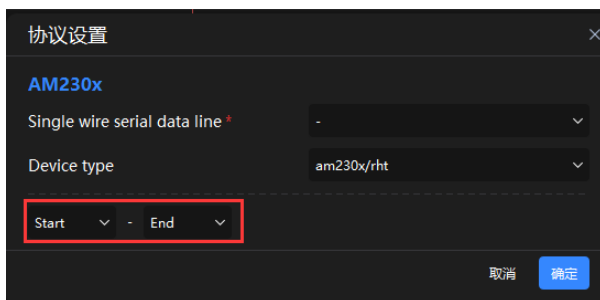 协议设置
AM230x
Single wire serial data line * -
Device type am230x/rht
Start - End
取消 确定